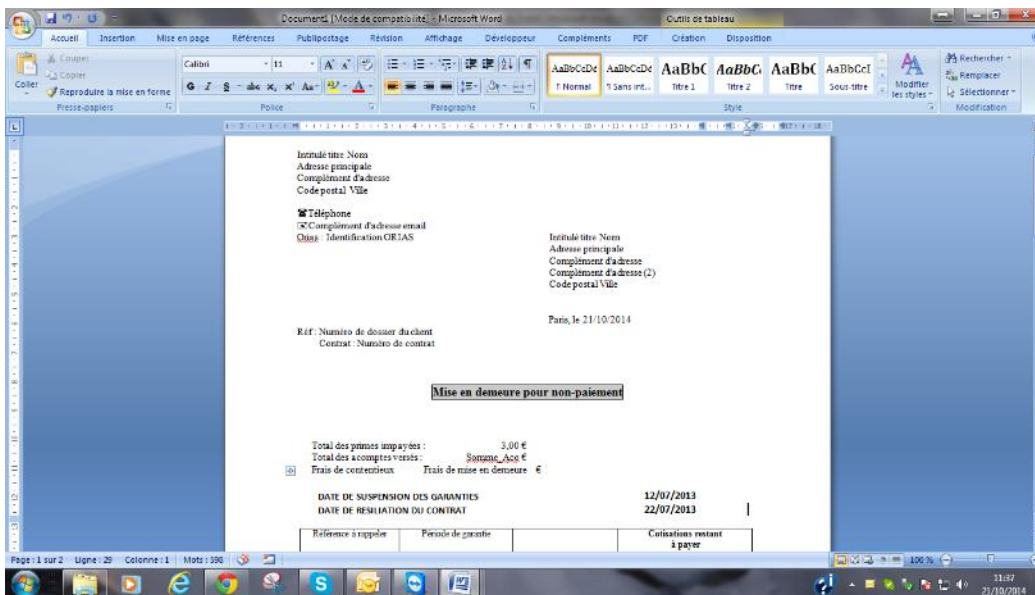 Document1 [Mode de compatibilité] - Microsoft Word
Outils de tableau
Accueil Insertion Mise en page Références Publipostage Révision Affichage Développeur Compléments PDF Création Disposition
Coller
Couper
Copier
Reproduire la mise en forme
Presse-papiers
Calibri 11
G I S abc x₂ x² Aa
Police
Paragraphe
AaBbCcDc AaBbCcDc AaBbC AaBbC AaBbC AaBbCcI
¶ Normal ¶ Sans int... Titre 1 Titre 2 Titre Sous-titre
Style
Modifier les styles
Rechercher
Remplacer
Sélectionner
Modification
Intitulé titre Nom
Adresse principale
Complément d'adresse
Code postal Ville
☎Téléphone
Complément d'adresse email
Orias : Identification ORIAS
Intitulé titre Nom
Adresse principale
Complément d'adresse
Complément d'adresse (2)
Code postal Ville
Paris, le 21/10/2014
Réf : Numéro de dossier du client
Contrat : Numéro de contrat
Mise en demeure pour non-paiement
Total des primes impayées : 3,00 €
Total des acomptes versés : Somme_Aco €
Frais de contentieux Frais de mise en demeure €
DATE DE SUSPENSION DES GARANTIES 12/07/2013
DATE DE RESILIATION DU CONTRAT 22/07/2013
Référence à rappeler Période de garantie Cotisations restant
à payer
Page : 1 sur 2 Ligne : 29 Colonne : 1 Mots : 598 100 %
11:37
21/10/2014